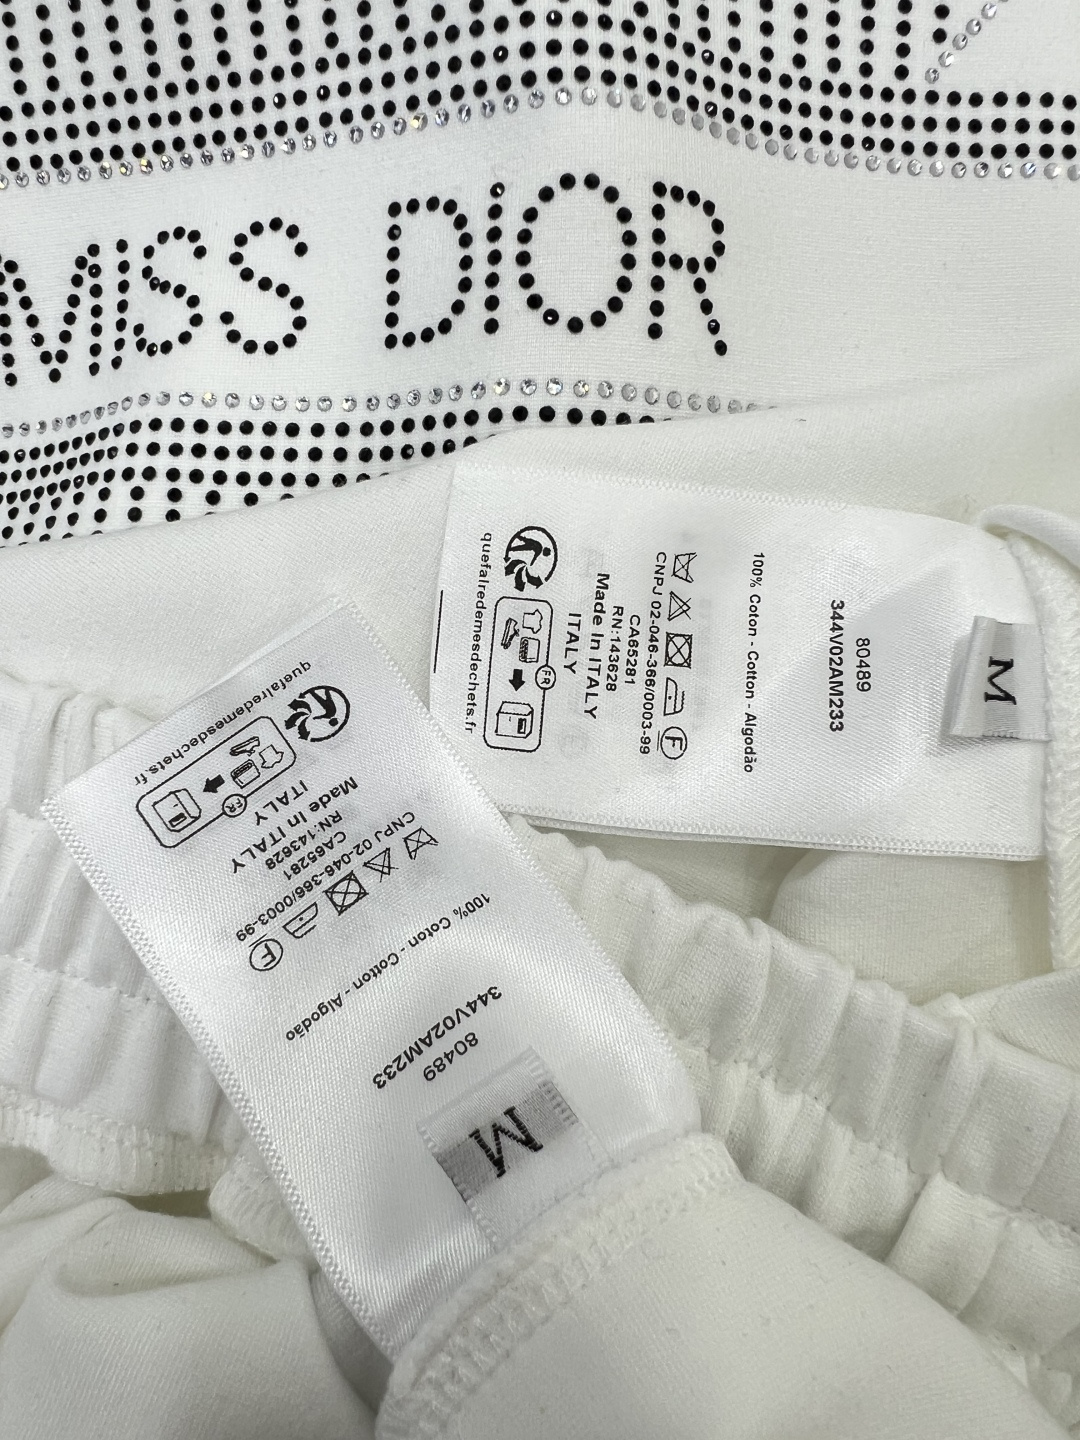 MISS DIOR
M
80489
344V02AM233
100% Coton - Cotton - Algodão
F
CNPJ 02-046-366/0003-99
CA65281
RN:143628
Made In ITALY
ITALY
FR
quefairedemesdechets.fr
M
80489
344V02AM233
100% Coton - Cotton - Algodão
F
CNPJ 02-046-366/0003-99
CA65281
RN:143628
Made In ITALY
ITALY
FR
quefairedemesdechets.fr